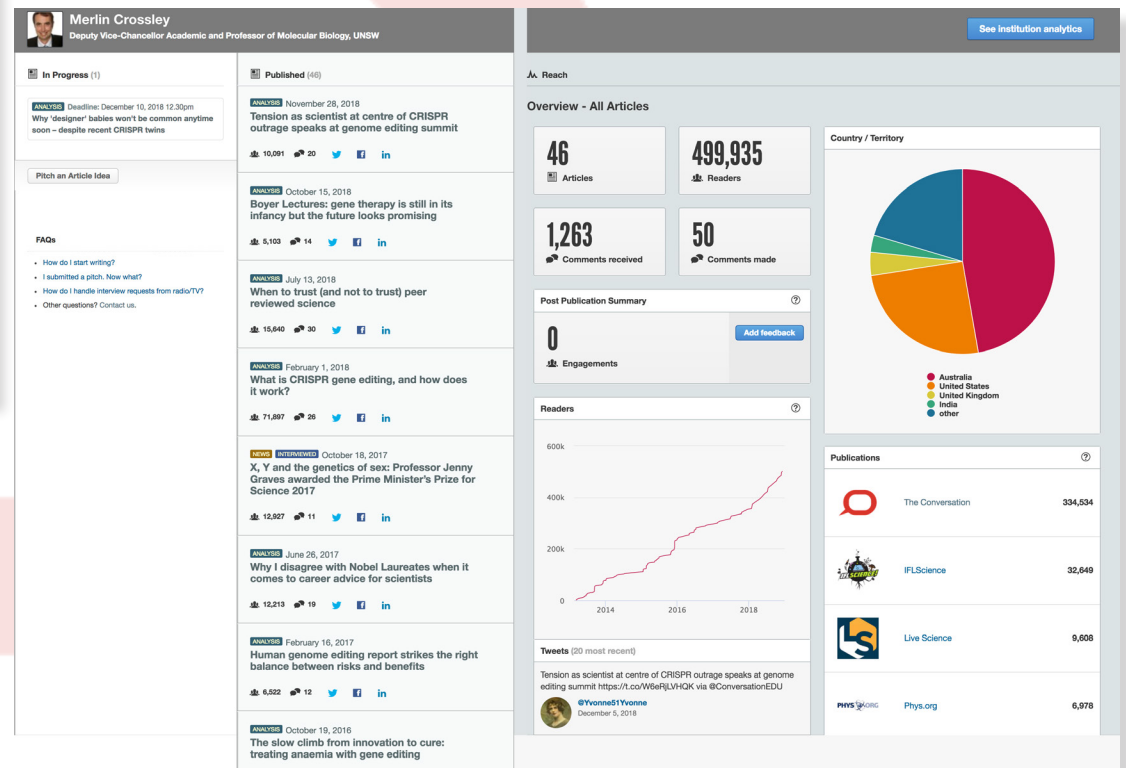 Merlin Crossley
Deputy Vice-Chancellor Academic and Professor of Molecular Biology, UNSW
See institution analytics
In Progress (1)
ANALYSIS Deadline: December 10, 2018 12.30pm
Why 'designer' babies won't be common anytime
soon – despite recent CRISPR twins
Pitch an Article Idea
FAQs
How do I start writing?
I submitted a pitch. Now what?
How do I handle interview requests from radio/TV?
Other questions? Contact us.
Published (46)
ANALYSIS November 28, 2018
Tension as scientist at centre of CRISPR
outrage speaks at genome editing summit
10,091 20
ANALYSIS October 15, 2018
Boyer Lectures: gene therapy is still in its
infancy but the future looks promising
5,103 14
ANALYSIS July 13, 2018
When to trust (and not to trust) peer
reviewed science
15,640 30
ANALYSIS February 1, 2018
What is CRISPR gene editing, and how does
it work?
71,897 26
NEWS INTERVIEWED October 18, 2017
X, Y and the genetics of sex: Professor Jenny
Graves awarded the Prime Minister's Prize for
Science 2017
12,927 11
ANALYSIS June 26, 2017
Why I disagree with Nobel Laureates when it
comes to career advice for scientists
12,213 19
ANALYSIS February 16, 2017
Human genome editing report strikes the right
balance between risks and benefits
6,522 12
ANALYSIS October 19, 2016
The slow climb from innovation to cure:
treating anaemia with gene editing
Reach
Overview - All Articles
46
Articles
499,935
Readers
1,263
Comments received
50
Comments made
Post Publication Summary
0
Engagements
Add feedback
Readers
600k
400k
200k
0
2014 2016 2018
Tweets (20 most recent)
Tension as scientist at centre of CRISPR outrage speaks at genome
editing summit https://t.co/W6eRjLVHQK via @ConversationEDU
@Yvonne51Yvonne
December 5, 2018
Country / Territory
Australia
United States
United Kingdom
India
other
Publications
The Conversation 334,534
IFLSCIENCE
IFLScience 32,649
LS
Live Science 9,608
PHYS ORG
Phys.org 6,978